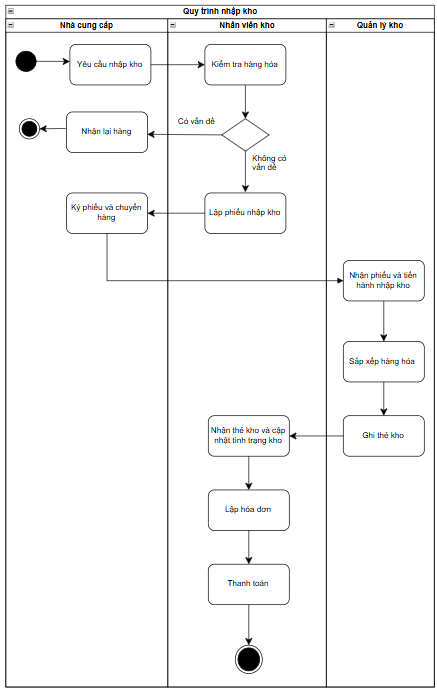 Quy trình nhập kho
Nhà cung cấp
Nhân viên kho
Quản lý kho
Yêu cầu nhập kho
Kiểm tra hàng hóa
Có vấn đề
Nhận lại hàng
Không có
vấn đề
Ký phiếu và chuyển
hàng
Lập phiếu nhập kho
Nhận phiếu và tiến
hành nhập kho
Sắp xếp hàng hóa
Nhận thẻ kho và cập
nhật tình trạng kho
Ghi thẻ kho
Lập hóa đơn
Thanh toán